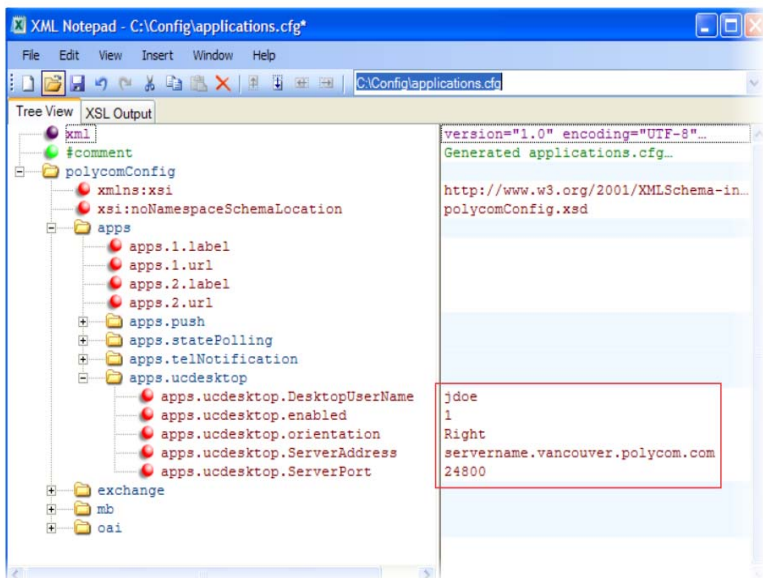 XML Notepad - C:\Config\applications.cfg*
File Edit View Insert Window Help
C:\Config\applications.cfg
Tree View XSL Output
xml version="1.0" encoding="UTF-8"…
#comment Generated applications.cfg…
polycomConfig
xmlns:xsi http://www.w3.org/2001/XMLSchema-in…
xsi:noNamespaceSchemaLocation polycomConfig.xsd
apps
apps.1.label
apps.1.url
apps.2.label
apps.2.url
apps.push
apps.statePolling
apps.telNotification
apps.ucdesktop
apps.ucdesktop.DesktopUserName jdoe
apps.ucdesktop.enabled 1
apps.ucdesktop.orientation Right
apps.ucdesktop.ServerAddress servername.vancouver.polycom.com
apps.ucdesktop.ServerPort 24800
exchange
mb
oai